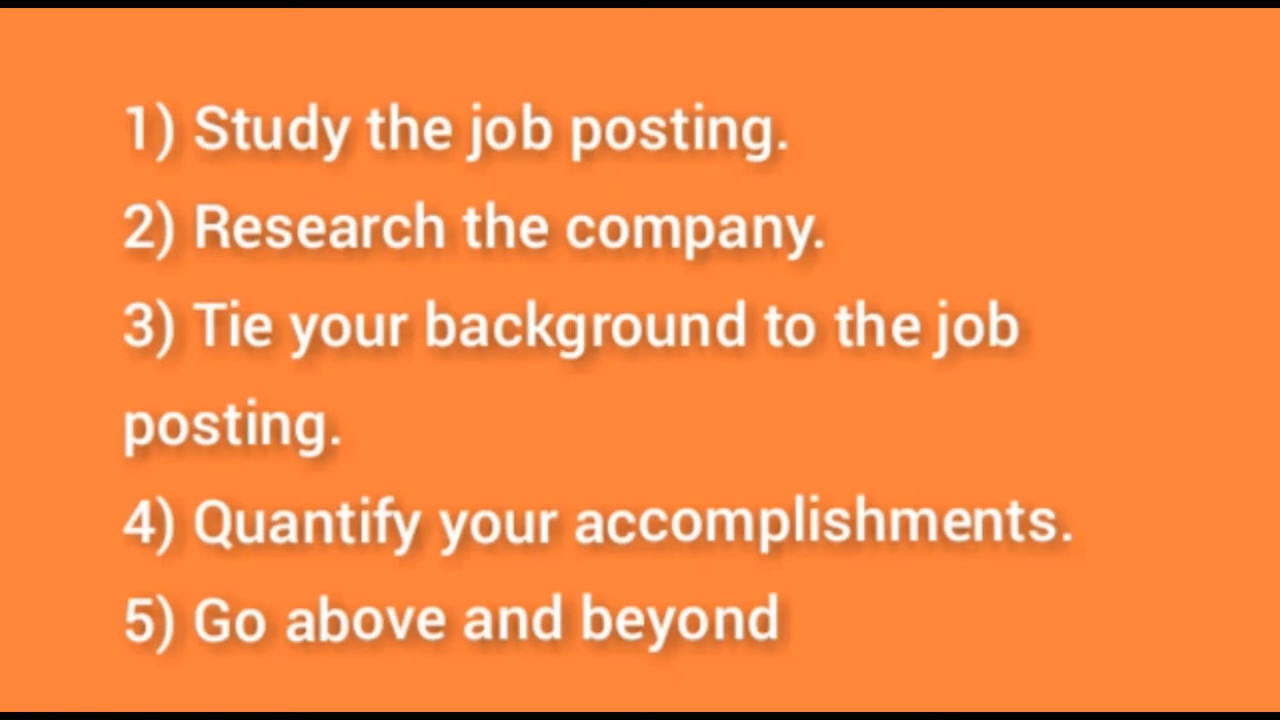 1) Study the job posting.
2) Research the company.
3) Tie your background to the job
posting.
4) Quantify your accomplishments.
5) Go above and beyond